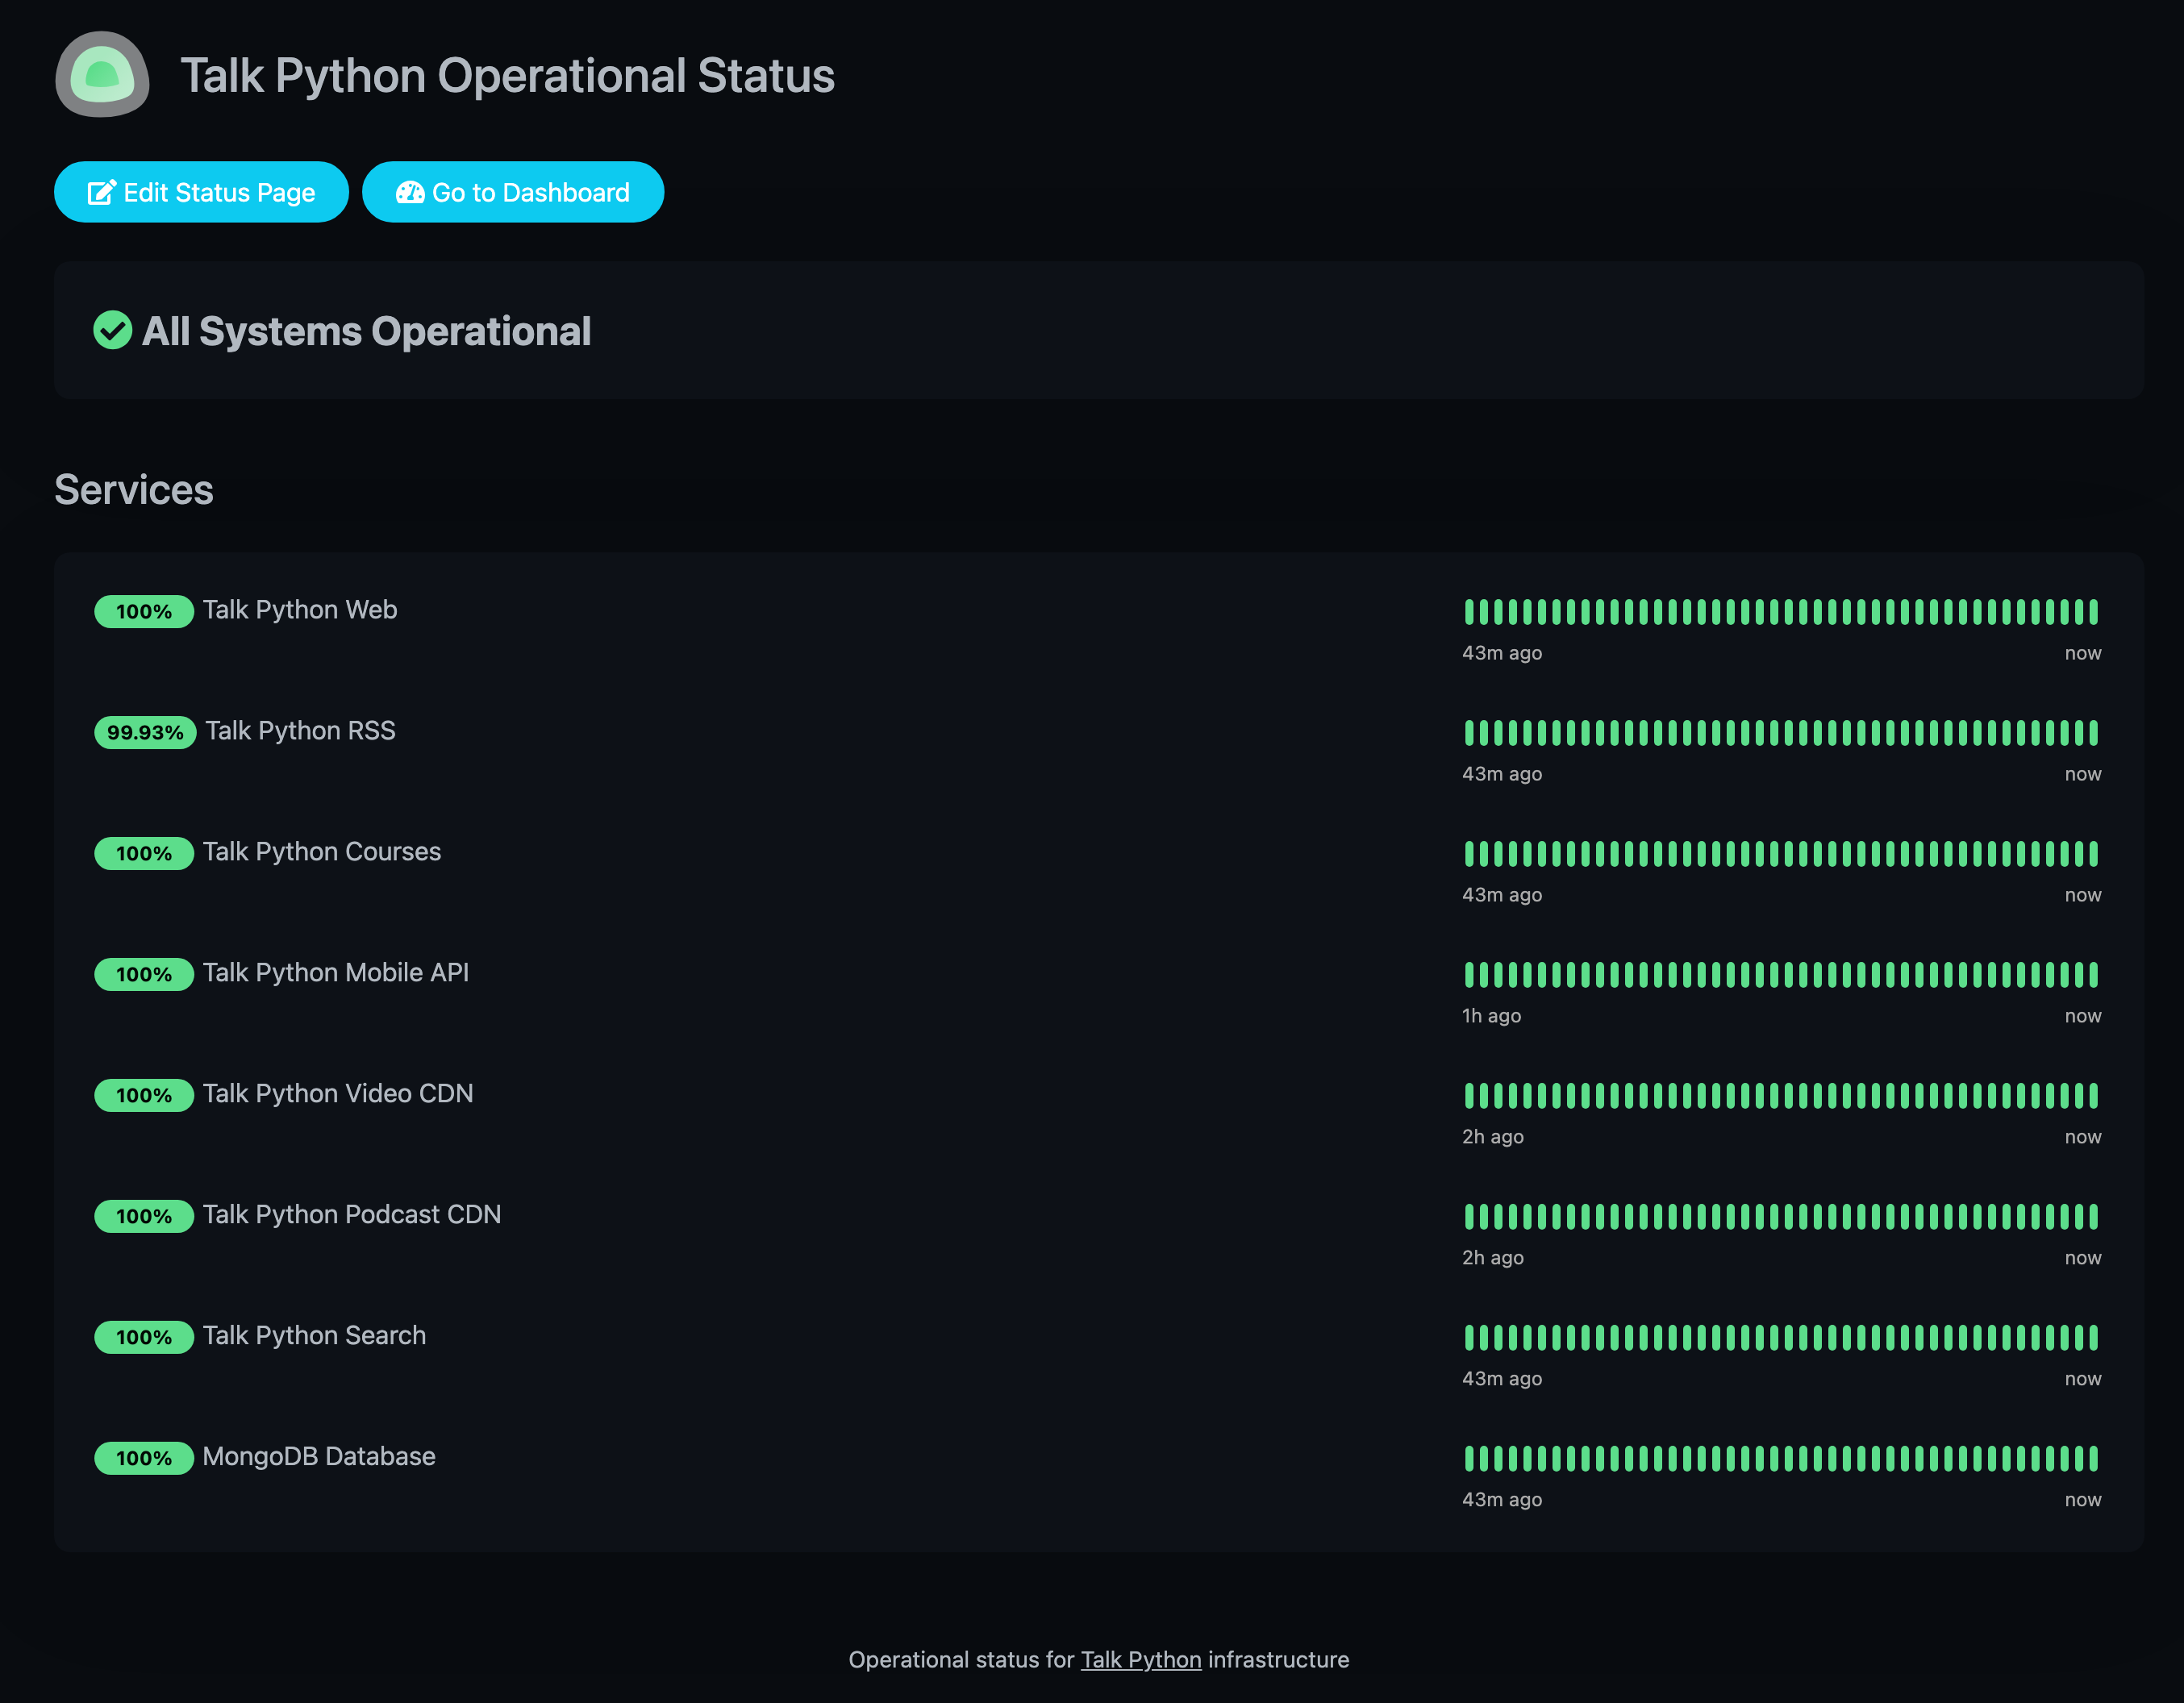 Talk Python Operational Status
Edit Status Page
Go to Dashboard
All Systems Operational
Services
100% Talk Python Web
43m ago
now
99.93% Talk Python RSS
43m ago
now
100% Talk Python Courses
43m ago
now
100% Talk Python Mobile API
1h ago
now
100% Talk Python Video CDN
2h ago
now
100% Talk Python Podcast CDN
2h ago
now
100% Talk Python Search
43m ago
now
100% MongoDB Database
43m ago
now
Operational status for Talk Python infrastructure